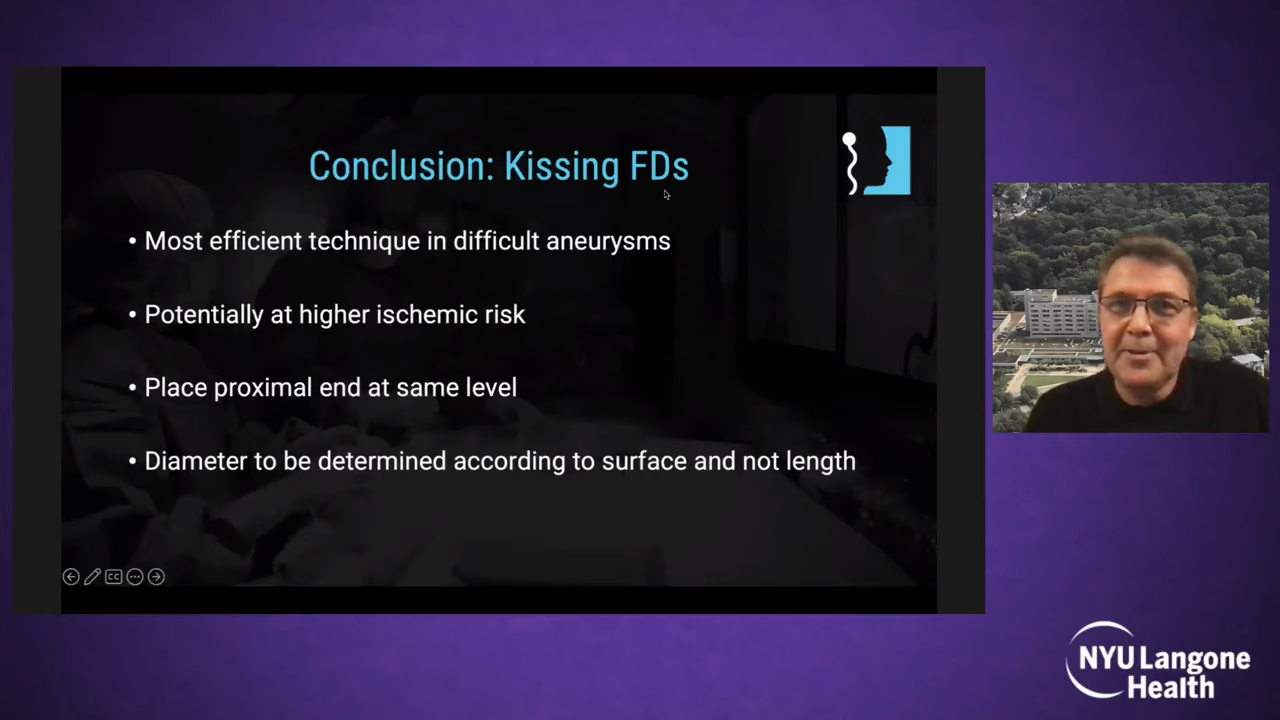 Conclusion: Kissing FDs
• Most efficient technique in difficult aneurysms
• Potentially at higher ischemic risk
• Place proximal end at same level
• Diameter to be determined according to surface and not length
CC
NYU Langone
Health